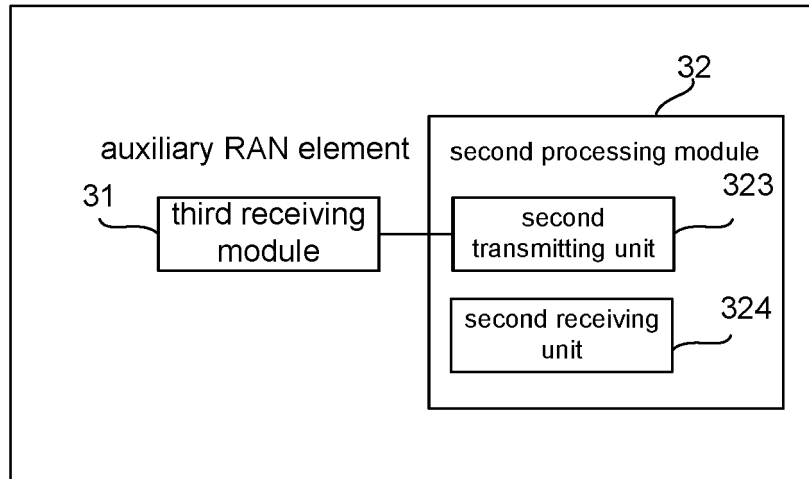 32
auxiliary RAN element
second processing module
31
323
third receiving
module
second
transmitting unit
324
second receiving
unit